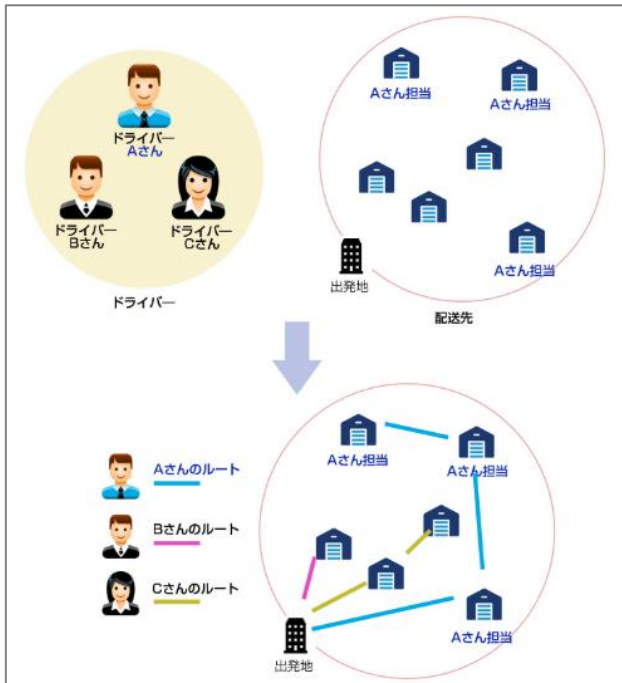 ドライバー
Aさん
ドライバー
Bさん
ドライバー
Cさん
ドライバー
Aさん担当
Aさん担当
Aさん担当
出発地
配送先
Aさんのルート
Bさんのルート
Cさんのルート
Aさん担当
Aさん担当
Aさん担当
出発地